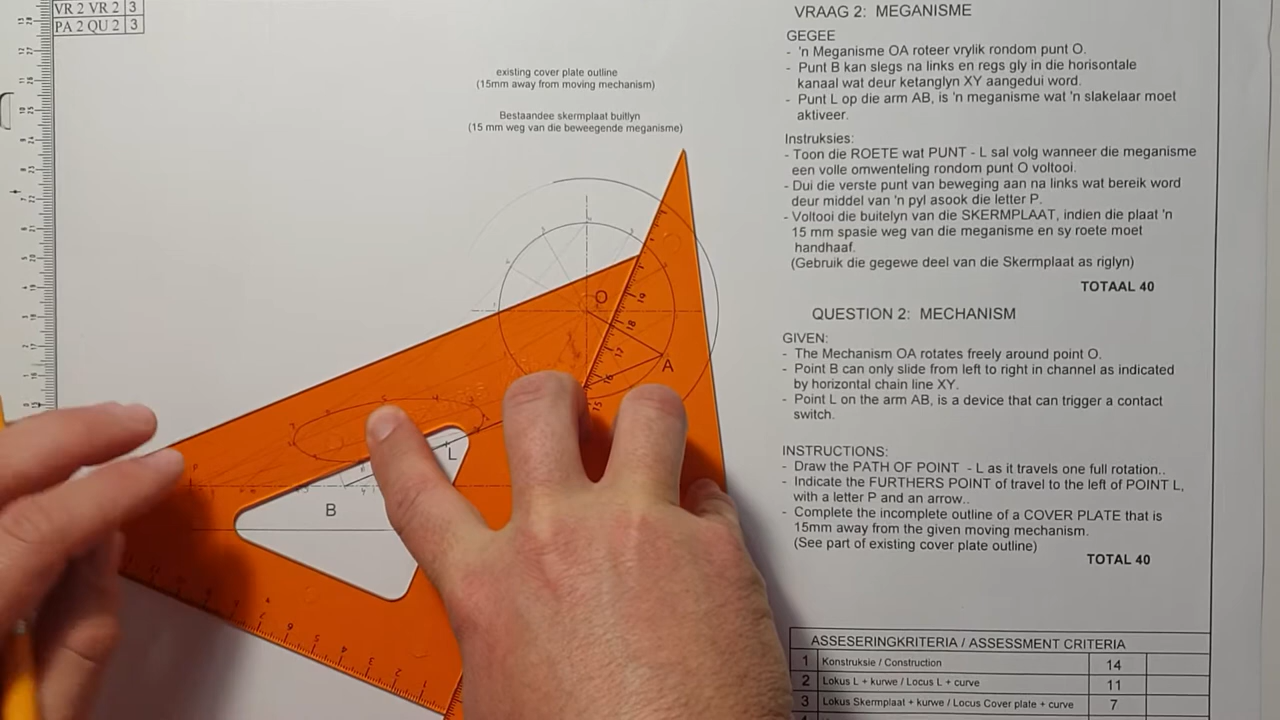 VR 2 VR 2 3
PA 2 QU 2 3
existing cover plate outline
(15mm away from moving mechanism)
Bestaandee skermplaat buitlyn
(15 mm weg van die beweegende meganisme)
O
A
L
B
P
19
18
17
16
15
6
5
4
3
2
1
VRAAG 2: MEGANISME
GEGEE
- 'n Meganisme OA roteer vrylik rondom punt O.
- Punt B kan slegs na links en regs gly in die horisontale
kanaal wat deur ketanglyn XY aangedui word.
- Punt L op die arm AB, is 'n meganisme wat 'n slakelaar moet
aktiveer.
Instruksies:
- Toon die ROETE wat PUNT - L sal volg wanneer die meganisme
een volle omwenteling rondom punt O voltooi.
- Dui die verste punt van beweging aan na links wat bereik word
deur middel van 'n pyl asook die letter P.
- Voltooi die buitelyn van die SKERMPLAAT, indien die plaat 'n
15 mm spasie weg van die meganisme en sy roete moet
handhaaf.
(Gebruik die gegewe deel van die Skermplaat as riglyn)
TOTAAL 40
QUESTION 2: MECHANISM
GIVEN:
- The Mechanism OA rotates freely around point O.
- Point B can only slide from left to right in channel as indicated
by horizontal chain line XY.
- Point L on the arm AB, is a device that can trigger a contact
switch.
INSTRUCTIONS:
- Draw the PATH OF POINT - L as it travels one full rotation..
- Indicate the FURTHERS POINT of travel to the left of POINT L,
with a letter P and an arrow..
- Complete the incomplete outline of a COVER PLATE that is
15mm away from the given moving mechanism.
(See part of existing cover plate outline)
TOTAL 40
ASSESERINGKRITERIA / ASSESSMENT CRITERIA
1 Konstruksie / Construction 14
2 Lokus L + kurwe / Locus L + curve 11
3 Lokus Skermplaat + kurwe / Locus Cover plate + curve 7